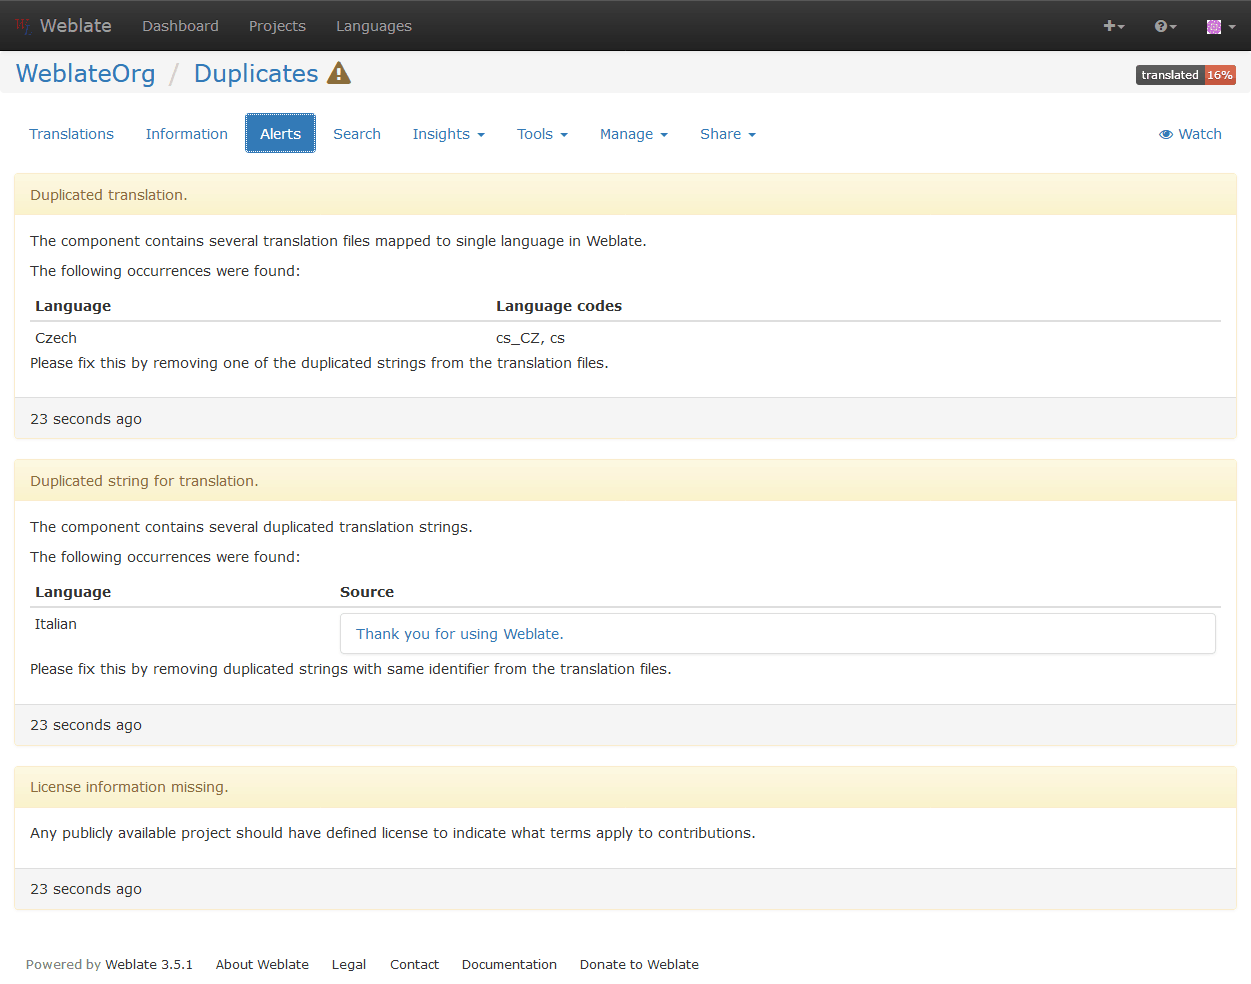 Weblate Dashboard Projects Languages
WeblateOrg / Duplicates
translated 16%
Translations Information Alerts Search Insights Tools Manage Share Watch
Duplicated translation.
The component contains several translation files mapped to single language in Weblate.
The following occurrences were found:
Language Language codes
Czech cs_CZ, cs
Please fix this by removing one of the duplicated strings from the translation files.
23 seconds ago
Duplicated string for translation.
The component contains several duplicated translation strings.
The following occurrences were found:
Language Source
Italian Thank you for using Weblate.
Please fix this by removing duplicated strings with same identifier from the translation files.
23 seconds ago
License information missing.
Any publicly available project should have defined license to indicate what terms apply to contributions.
23 seconds ago
Powered by Weblate 3.5.1 About Weblate Legal Contact Documentation Donate to Weblate